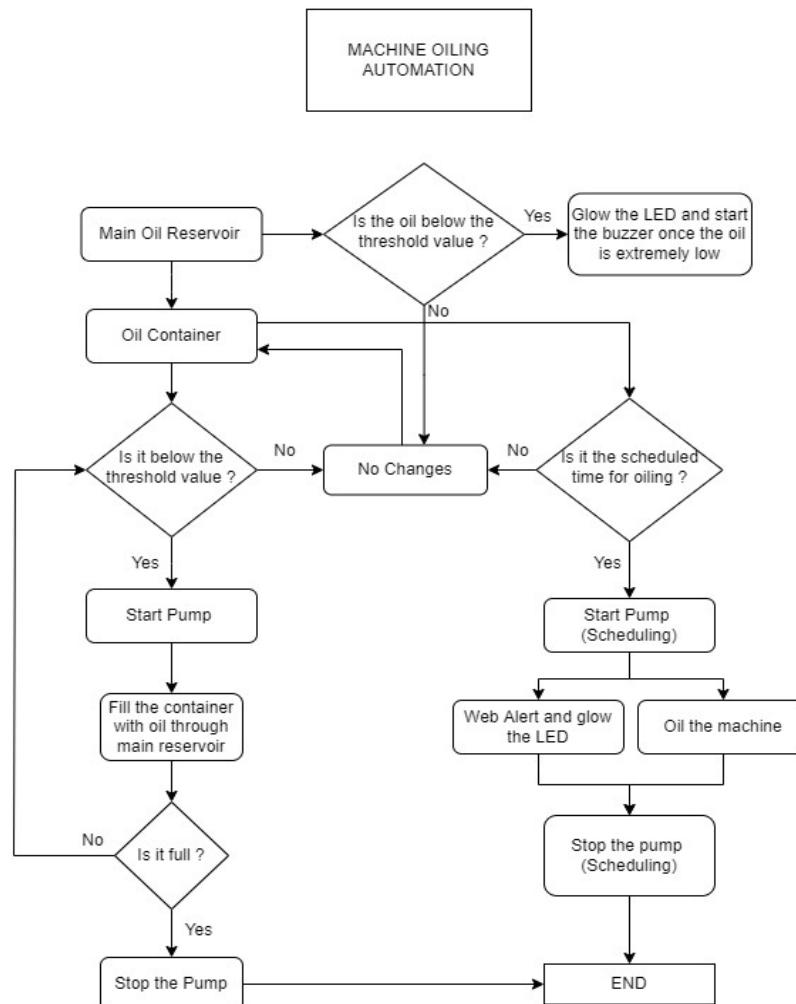 MACHINE OILING
AUTOMATION
Main Oil Reservoir
Is the oil below the
threshold value ?
Yes
Glow the LED and start
the buzzer once the oil
is extremely low
No
Oil Container
Is it below the
threshold value ?
No
No Changes
No
Is it the scheduled
time for oiling ?
Yes
Yes
Start Pump
Start Pump
(Scheduling)
Fill the container
with oil through
main reservoir
Web Alert and glow
the LED
Oil the machine
No
Is it full ?
Stop the pump
(Scheduling)
Yes
Stop the Pump
END